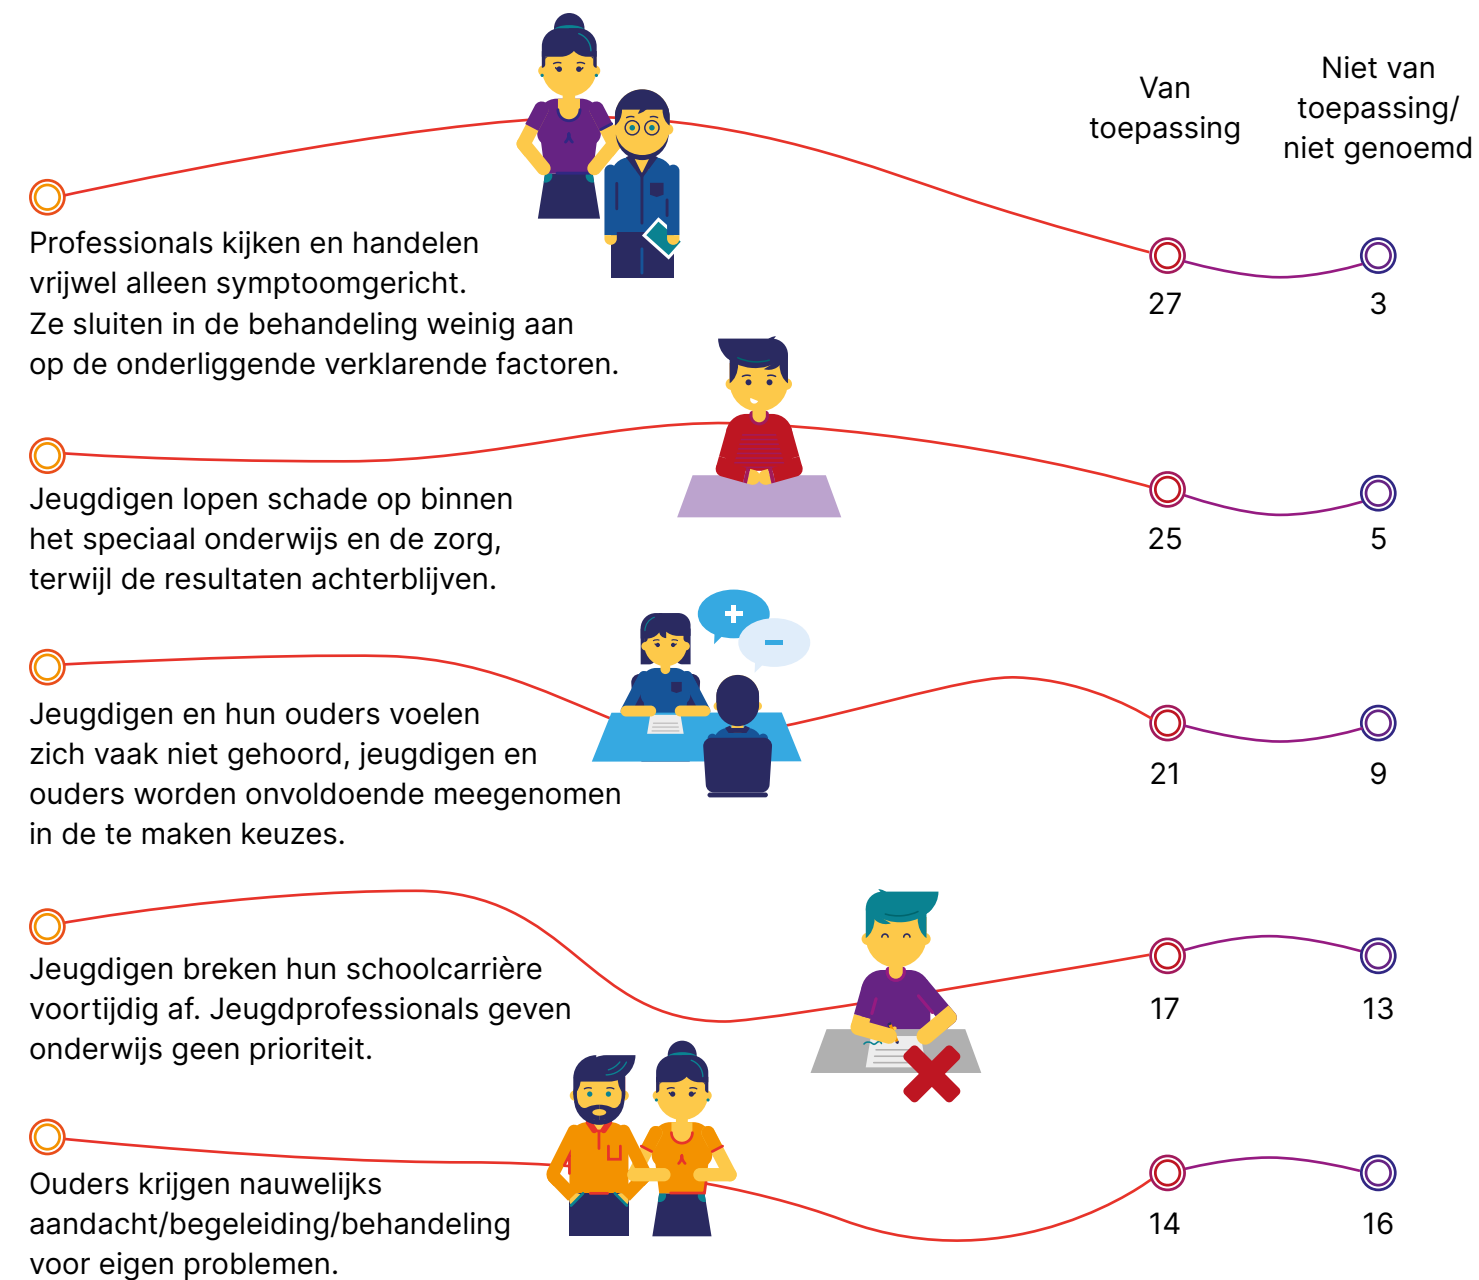 Van
toepassing
Niet van
toepassing/
niet genoemd
Professionals kijken en handelen
vrijwel alleen symptoomgericht.
Ze sluiten in de behandeling weinig aan
op de onderliggende verklarende factoren.
27
3
Jeugdigen lopen schade op binnen
het speciaal onderwijs en de zorg,
terwijl de resultaten achterblijven.
25
5
Jeugdigen en hun ouders voelen
zich vaak niet gehoord, jeugdigen en
ouders worden onvoldoende meegenomen
in de te maken keuzes.
21
9
Jeugdigen breken hun schoolcarrière
voortijdig af. Jeugdprofessionals geven
onderwijs geen prioriteit.
17
13
Ouders krijgen nauwelijks
aandacht/begeleiding/behandeling
voor eigen problemen.
14
16